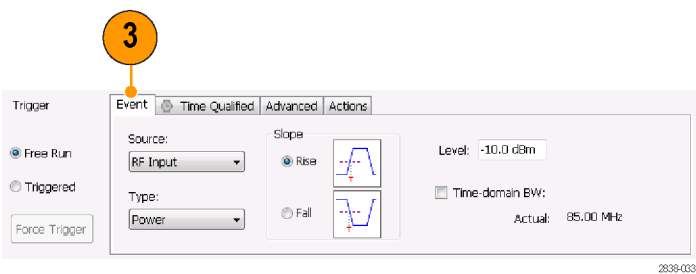 3
Trigger
Event Time Qualified Advanced Actions
Free Run
Triggered
Force Trigger
Source:
RF Input
Type:
Power
Slope
Rise
T
Fall
T
Level: -10.0 dBm
Time-domain BW:
Actual: 85.00 MHz
2838-033